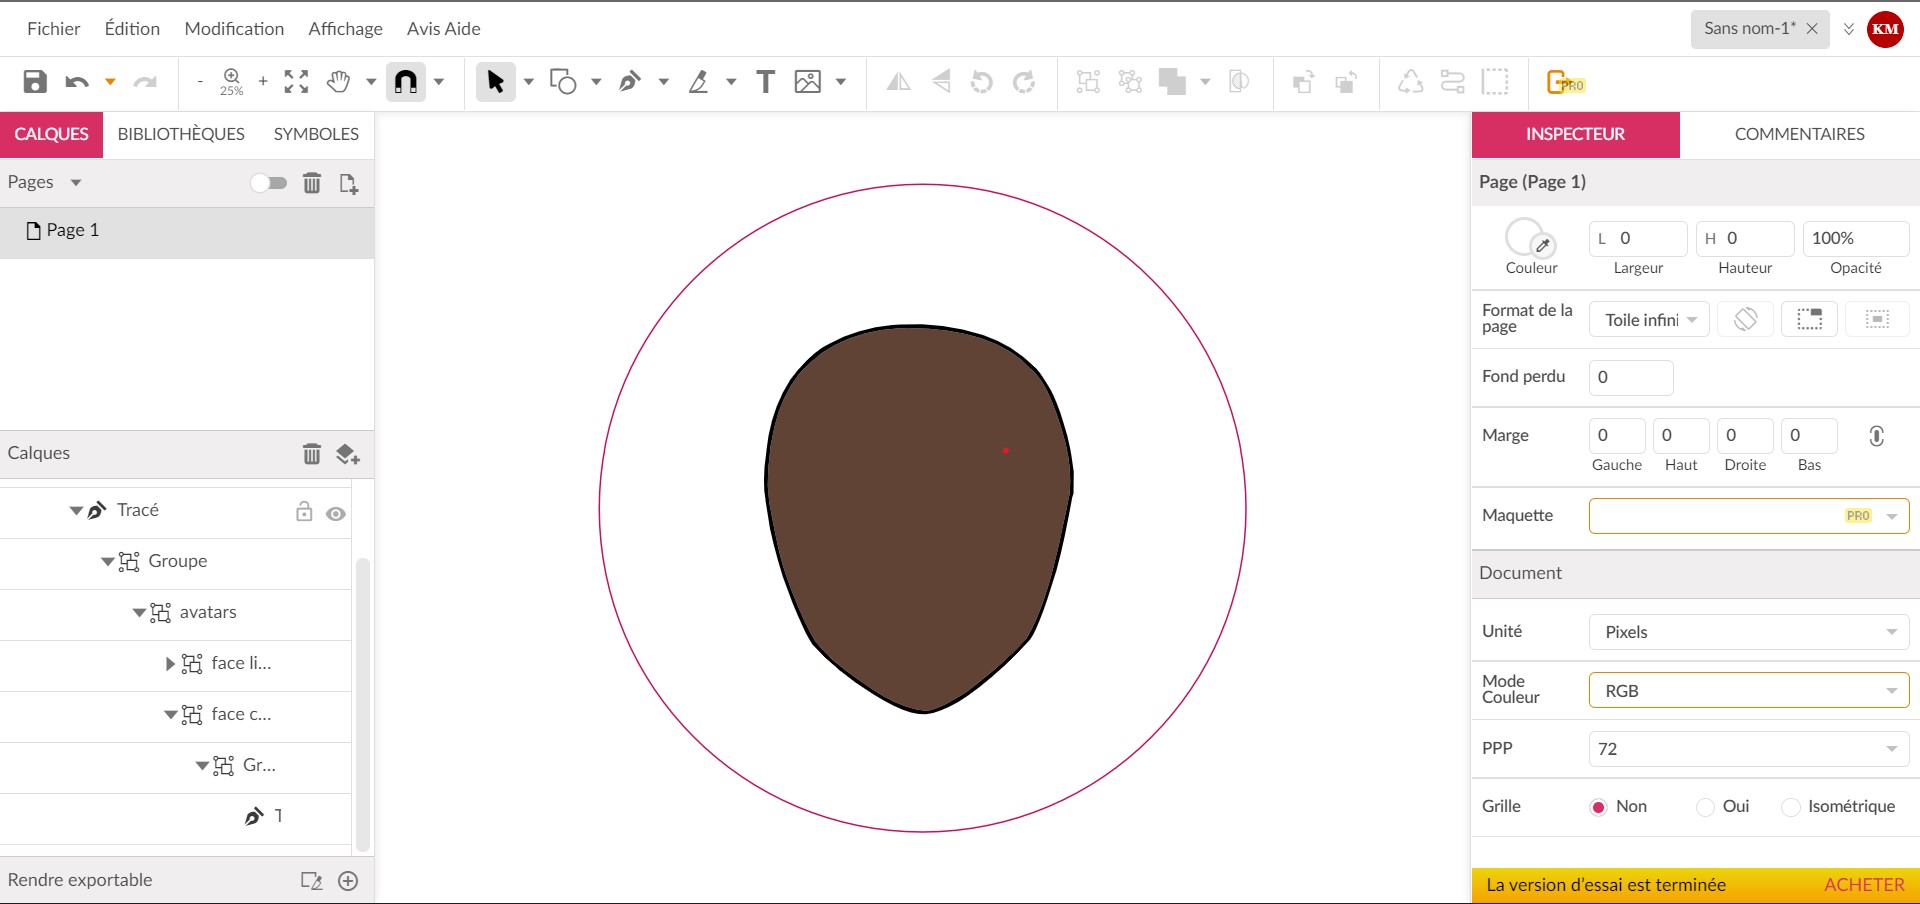 Fichier Édition Modification Affichage Avis Aide
Sans nom-1* KM
- 25% + T PRO
CALQUES BIBLIOTHÈQUES SYMBOLES
Pages
Page 1
Calques
Tracé
Groupe
avatars
face li...
face c...
Gr...
Rendre exportable
INSPECTEUR COMMENTAIRES
Page (Page 1)
L 0 H 0 100%
Couleur Largeur Hauteur Opacité
Format de la
page
Toile infini
Fond perdu 0
Marge 0 0 0 0
Gauche Haut Droite Bas
Maquette PRO
Document
Unité Pixels
Mode
Couleur
RGB
PPP 72
Grille Non Oui Isométrique
La version d'essai est terminée ACHETER